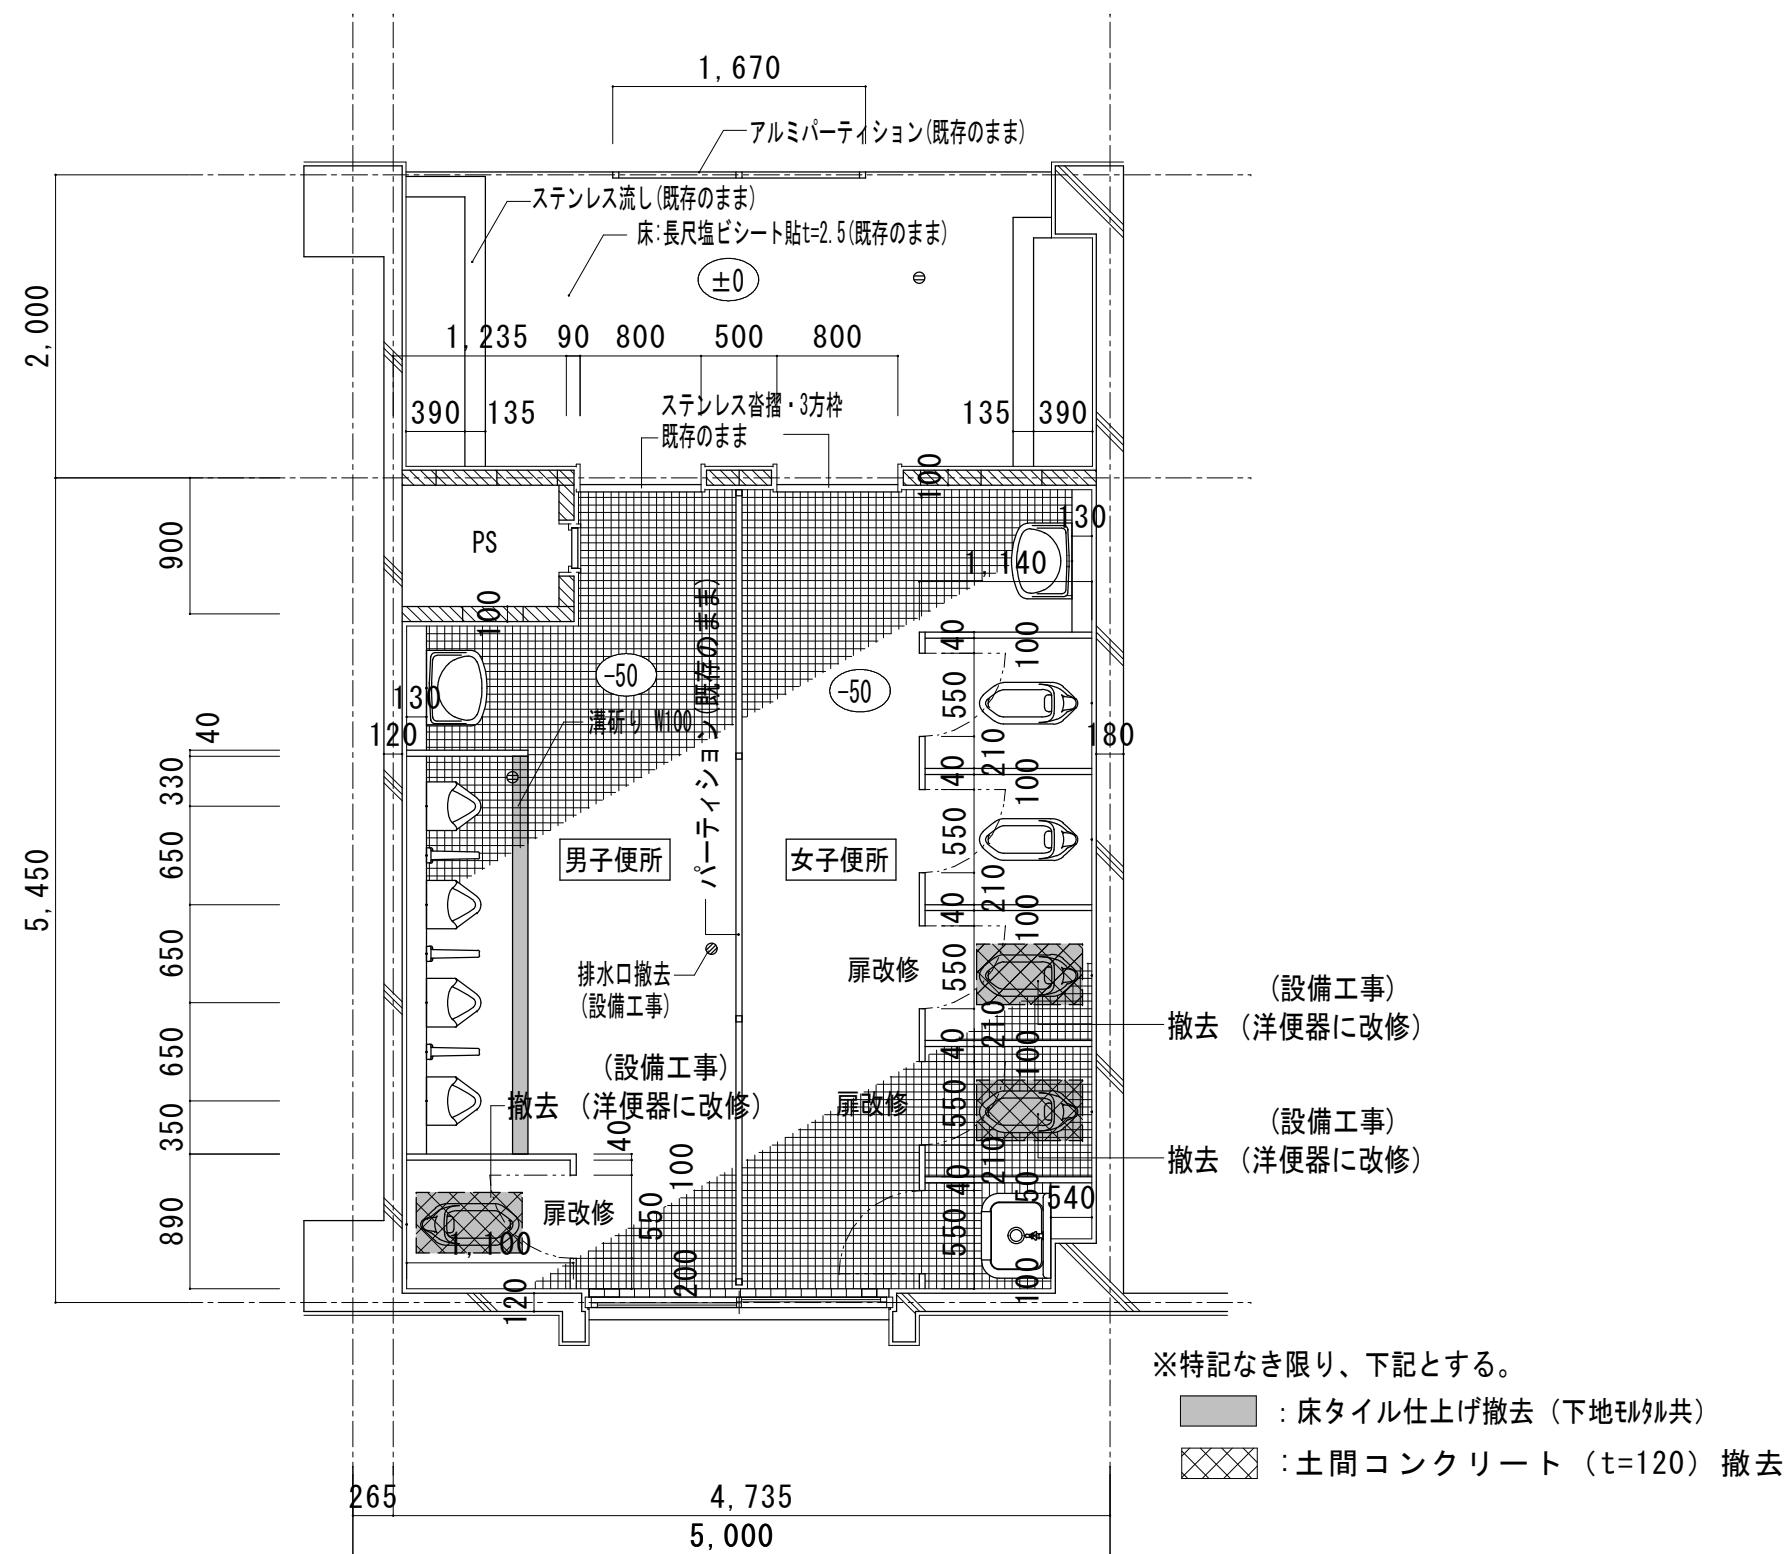 1,670
アルミパーティション(既存のまま)
ステンレス流し(既存のまま)
床:長尺塩ビシート貼t=2.5(既存のまま)
±0
2,000
1,235 90 800 500 800
ステンレス沓摺・3方枠
既存のまま
390 135
135 390
100
900
PS
130
1,140
100
パーティション(既存のまま)
-50
-50
溝斫り W100
130
120
180
40
330
650
650
650
350
890
5,450
40
100
550
210
40
100
550
210
40
100
550
210
40
100
550
210
40
50
540
550
100
男子便所
女子便所
扉改修
排水口撤去
(設備工事)
(設備工事)
撤去 (洋便器に改修)
(設備工事)
撤去 (洋便器に改修)
扉改修
(設備工事)
撤去 (洋便器に改修)
40
100
550
扉改修
1,100
200
120
※特記なき限り、下記とする。
:床タイル仕上げ撤去(下地ﾓﾙﾀﾙ共)
:土間コンクリート(t=120)撤去
265 4,735
5,000